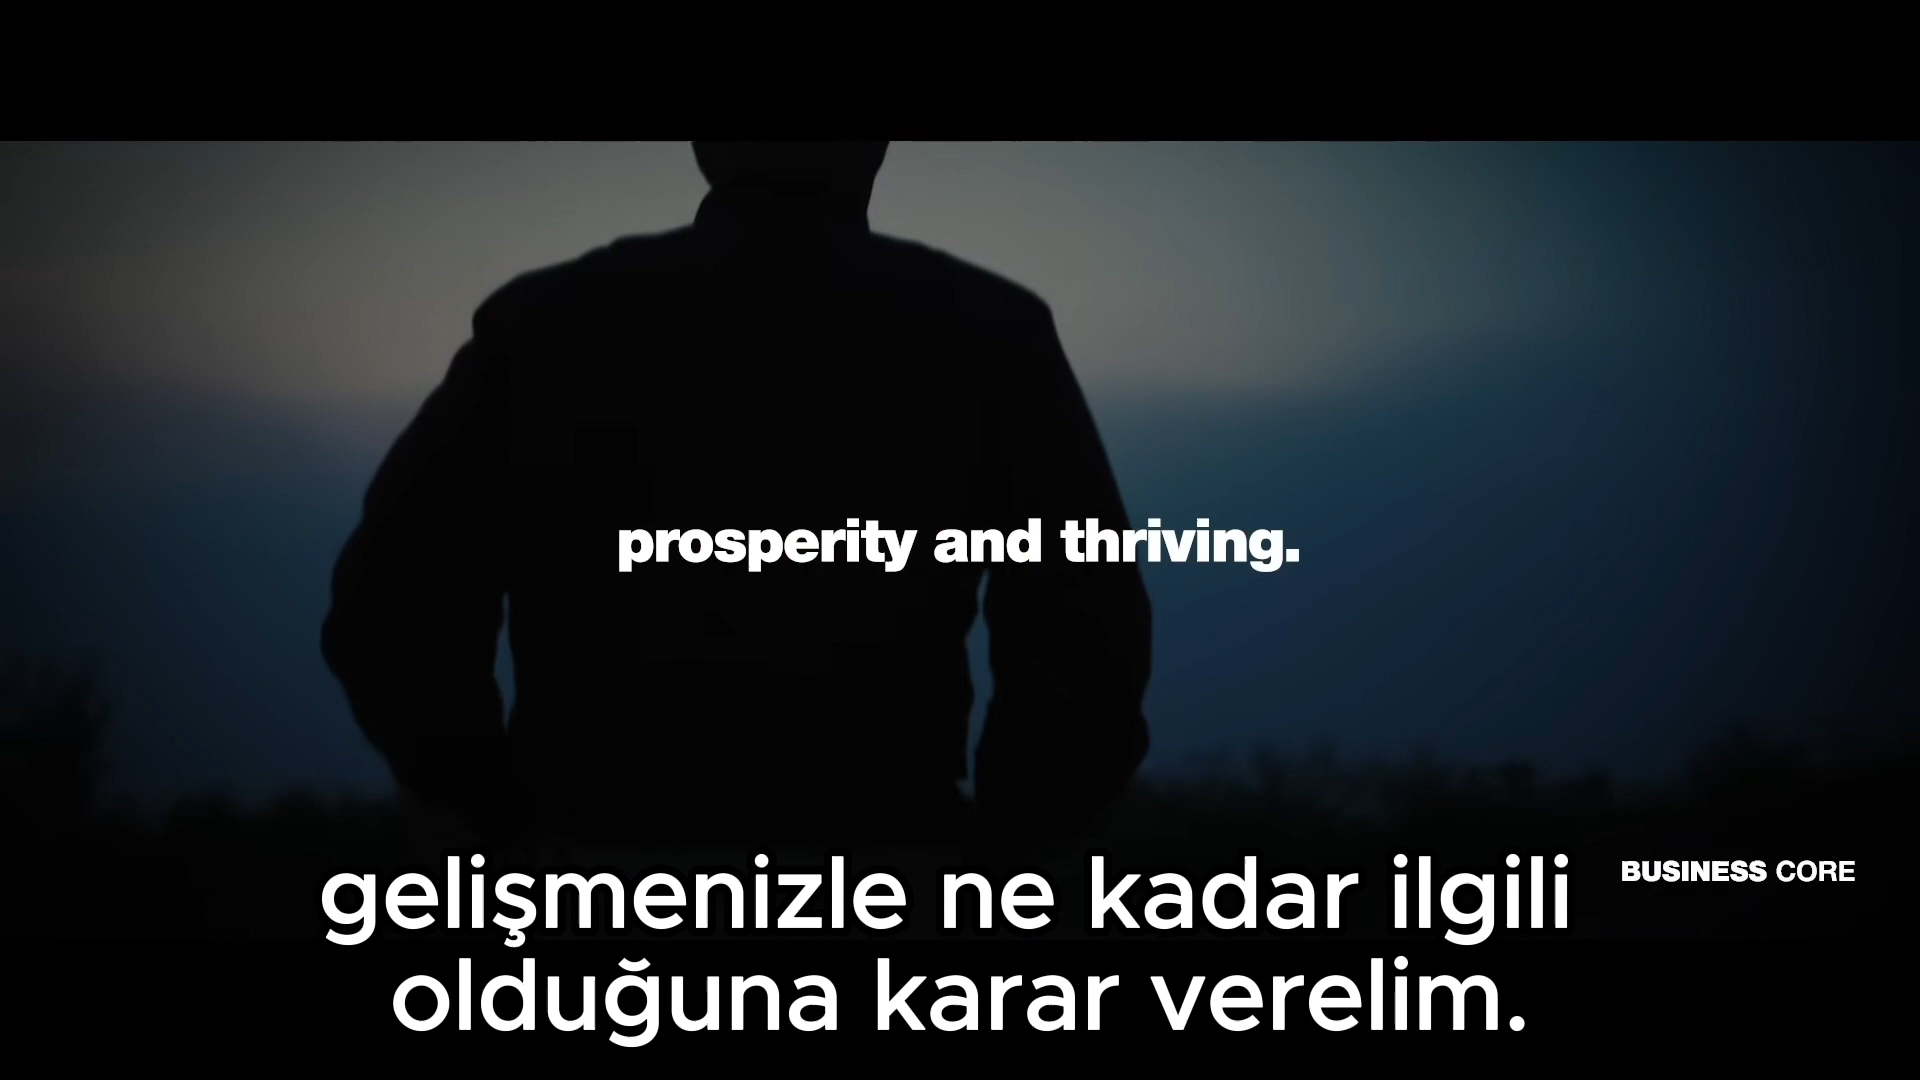 prosperity and thriving.
BUSINESS CORE
gelişmenizle ne kadar ilgili
olduğuna karar verelim.